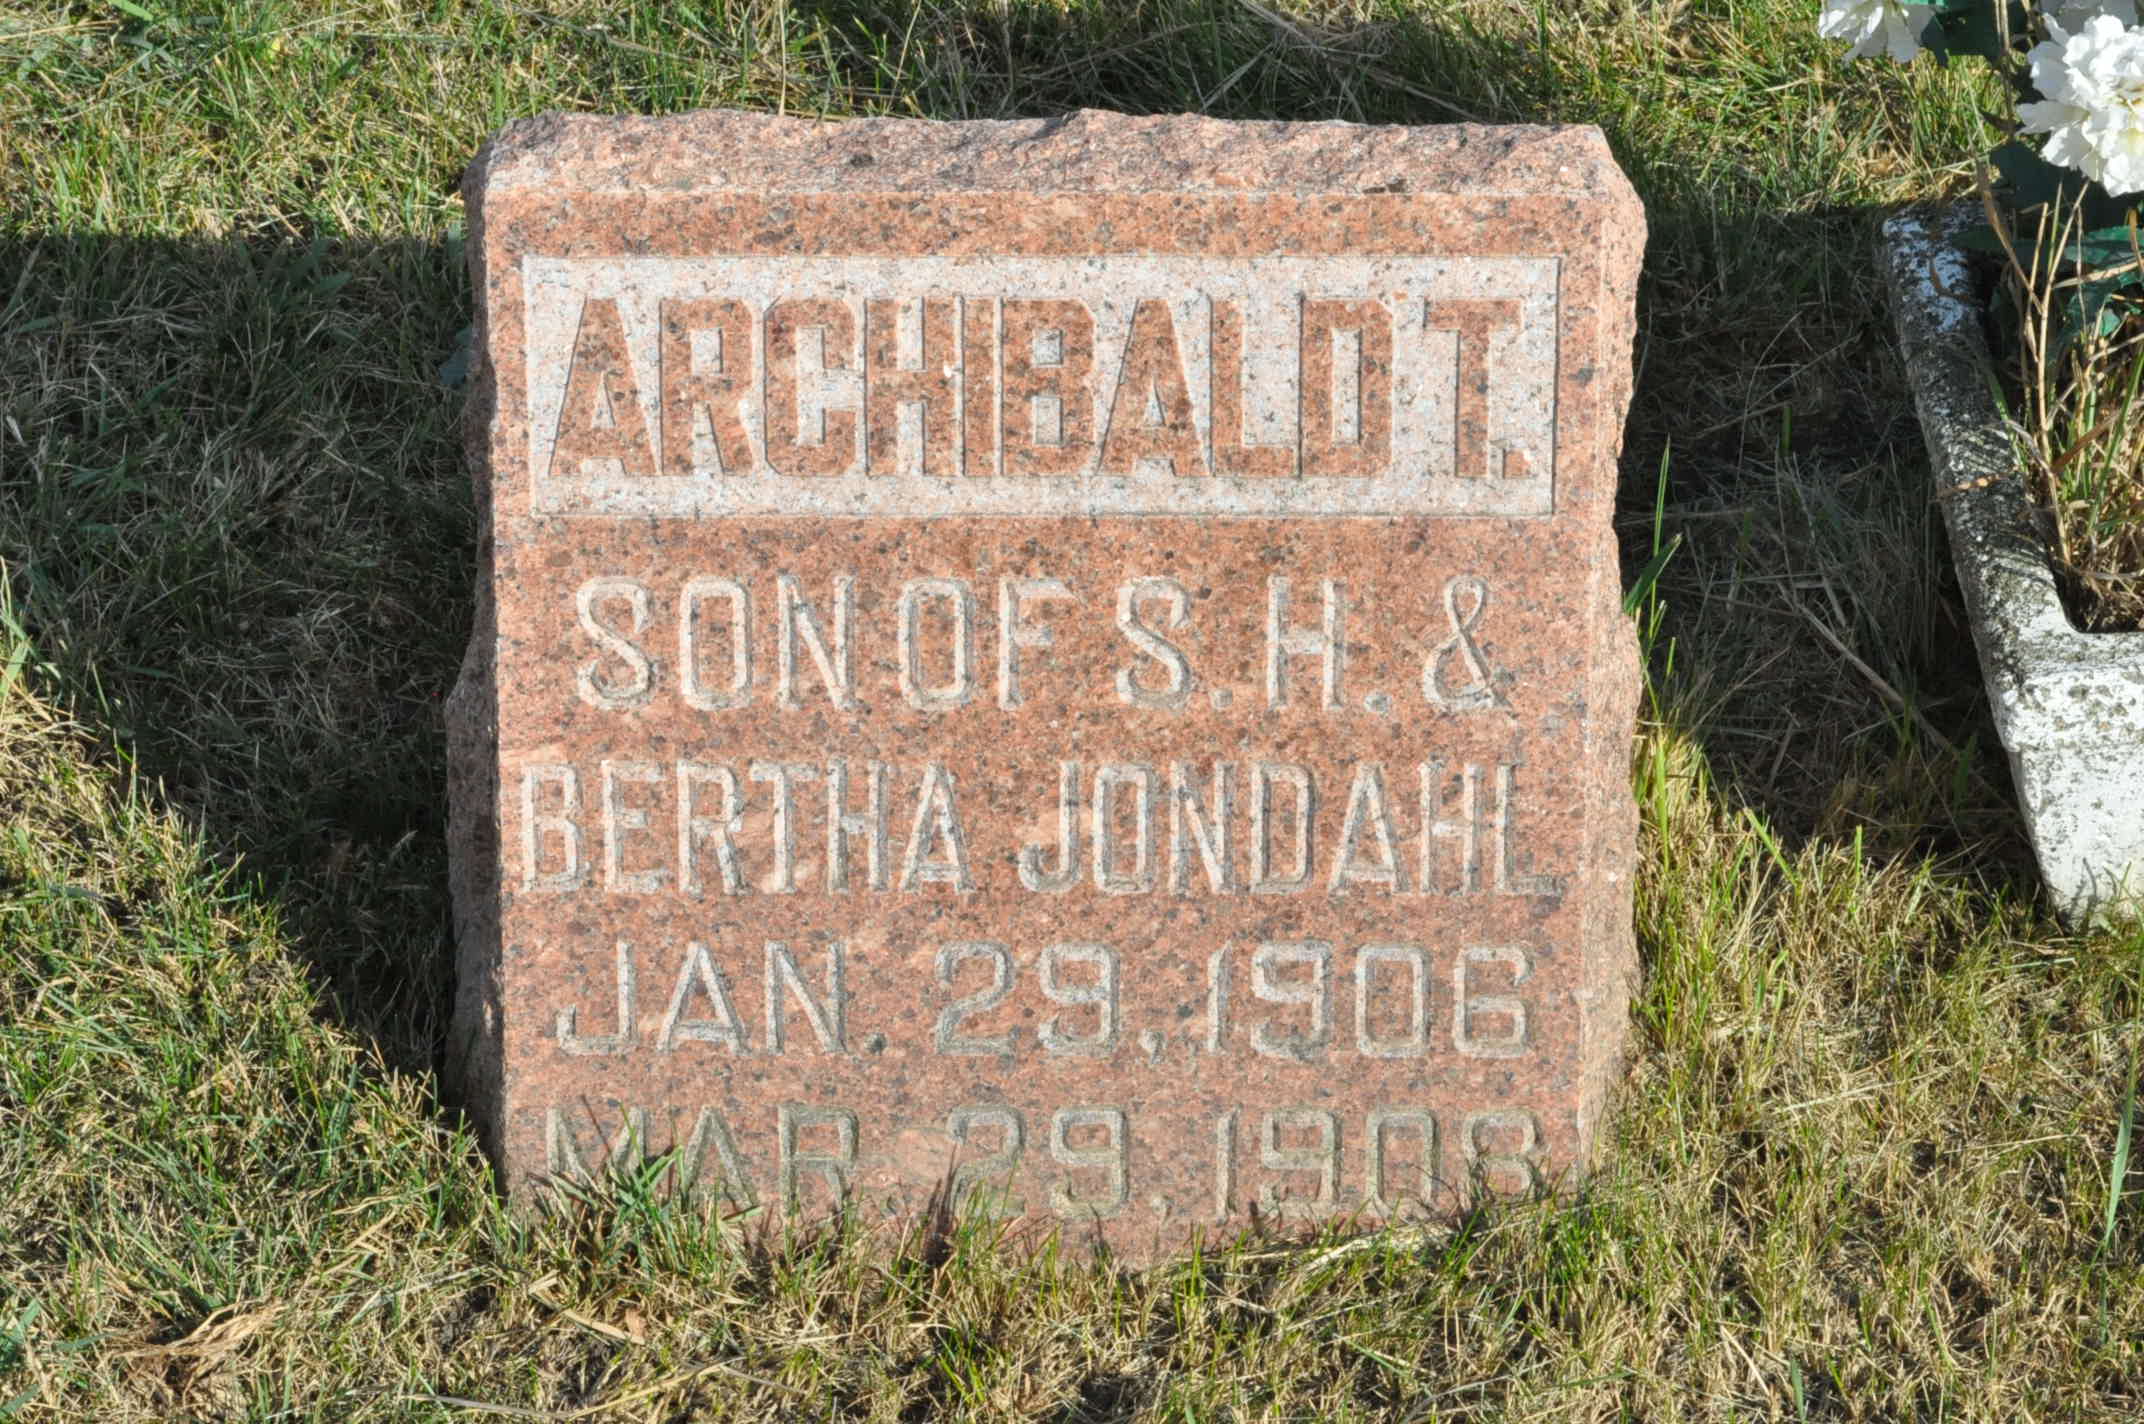 ARCHIBALD T.
SON OF S. H. &
BERTHA JONDAHL
JAN. 29, 1906
MAR. 29, 1908